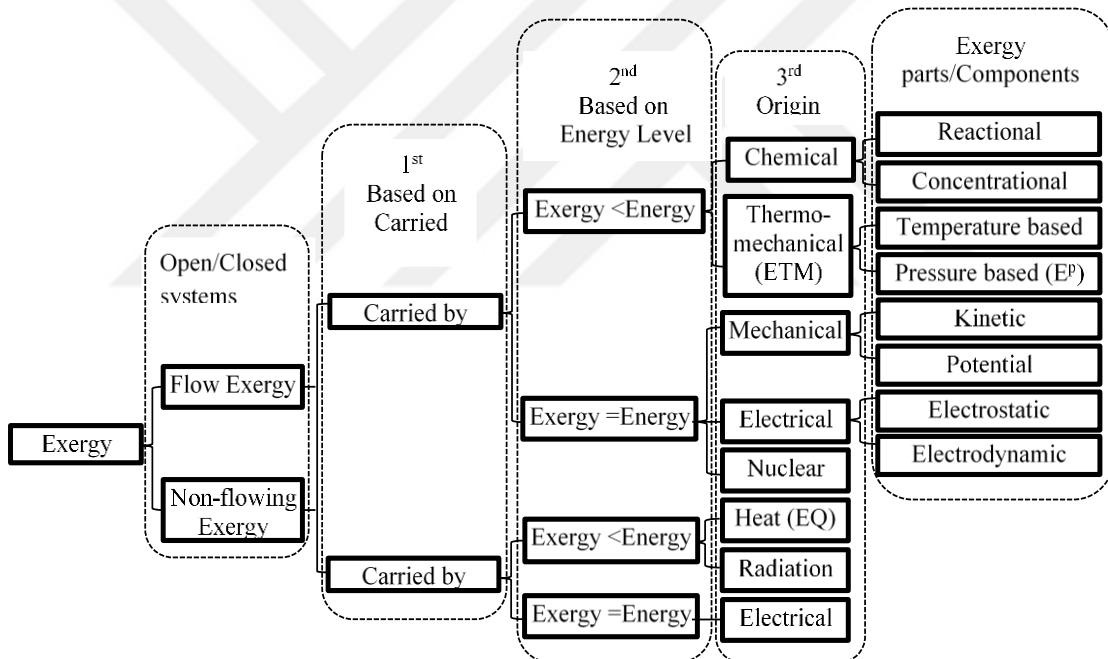 Exergy
Open/Closed
systems
Flow Exergy
Non-flowing
Exergy
1st
Based on
Carried
Carried by
Carried by
2nd
Based on
Energy Level
Exergy <Energy
Exergy =Energy
Exergy <Energy
Exergy =Energy
3rd
Origin
Chemical
Thermo-
mechanical
(ETM)
Mechanical
Electrical
Nuclear
Heat (EQ)
Radiation
Electrical
Exergy
parts/Components
Reactional
Concentrational
Temperature based
Pressure based (Eᵖ)
Kinetic
Potential
Electrostatic
Electrodynamic